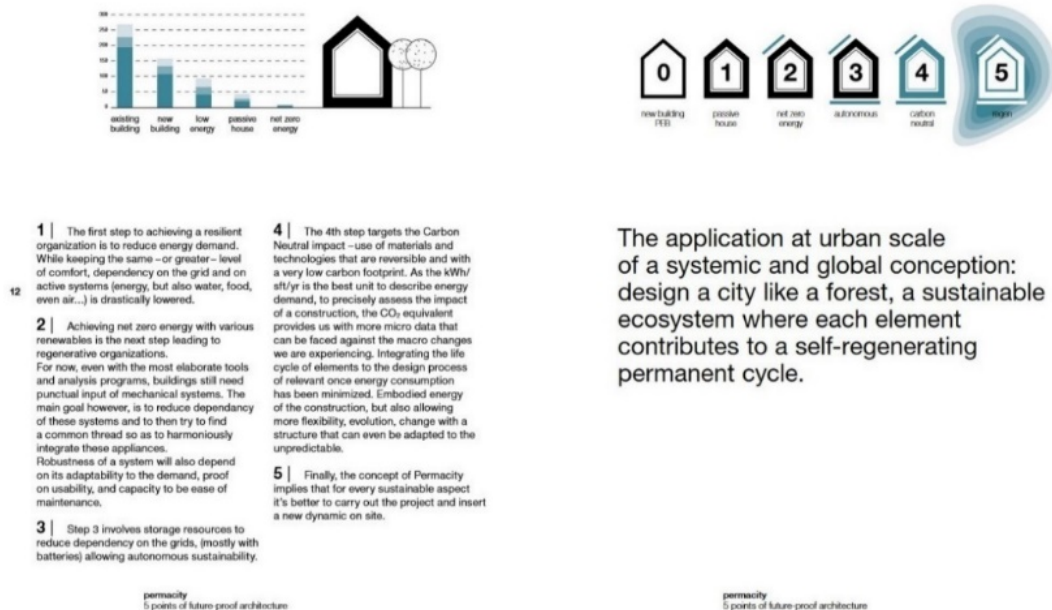 300
250
200
150
100
50
0
existing
building
new
building
low
energy
passive
house
net zero
energy
12
1 | The first step to achieving a resilient
organization is to reduce energy demand.
While keeping the same –or greater– level
of comfort, dependency on the grid and on
active systems (energy, but also water, food,
even air...) is drastically lowered.
2 | Achieving net zero energy with various
renewables is the next step leading to
regenerative organizations.
For now, even with the most elaborate tools
and analysis programs, buildings still need
punctual input of mechanical systems. The
main goal however, is to reduce dependancy
of these systems and to then try to find
a common thread so as to harmoniously
integrate these appliances.
Robustness of a system will also depend
on its adaptability to the demand, proof
on usability, and capacity to be ease of
maintenance.
3 | Step 3 involves storage resources to
reduce dependency on the grids, (mostly with
batteries) allowing autonomous sustainability.
4 | The 4th step targets the Carbon
Neutral impact –use of materials and
technologies that are reversible and with
a very low carbon footprint. As the kWh/
sft/yr is the best unit to describe energy
demand, to precisely assess the impact
of a construction, the CO₂ equivalent
provides us with more micro data that
can be faced against the macro changes
we are experiencing. Integrating the life
cycle of elements to the design process
of relevant once energy consumption
has been minimized. Embodied energy
of the construction, but also allowing
more flexibility, evolution, change with a
structure that can even be adapted to the
unpredictable.
5 | Finally, the concept of Permacity
implies that for every sustainable aspect
it's better to carry out the project and insert
a new dynamic on site.
permacity
5 points of future-proof architecture
0
1
2
3
4
5
new building
PEB
passive
house
net zero
energy
autonomous
carbon
neutral
regen
The application at urban scale
of a systemic and global conception:
design a city like a forest, a sustainable
ecosystem where each element
contributes to a self-regenerating
permanent cycle.
permacity
5 points of future-proof architecture